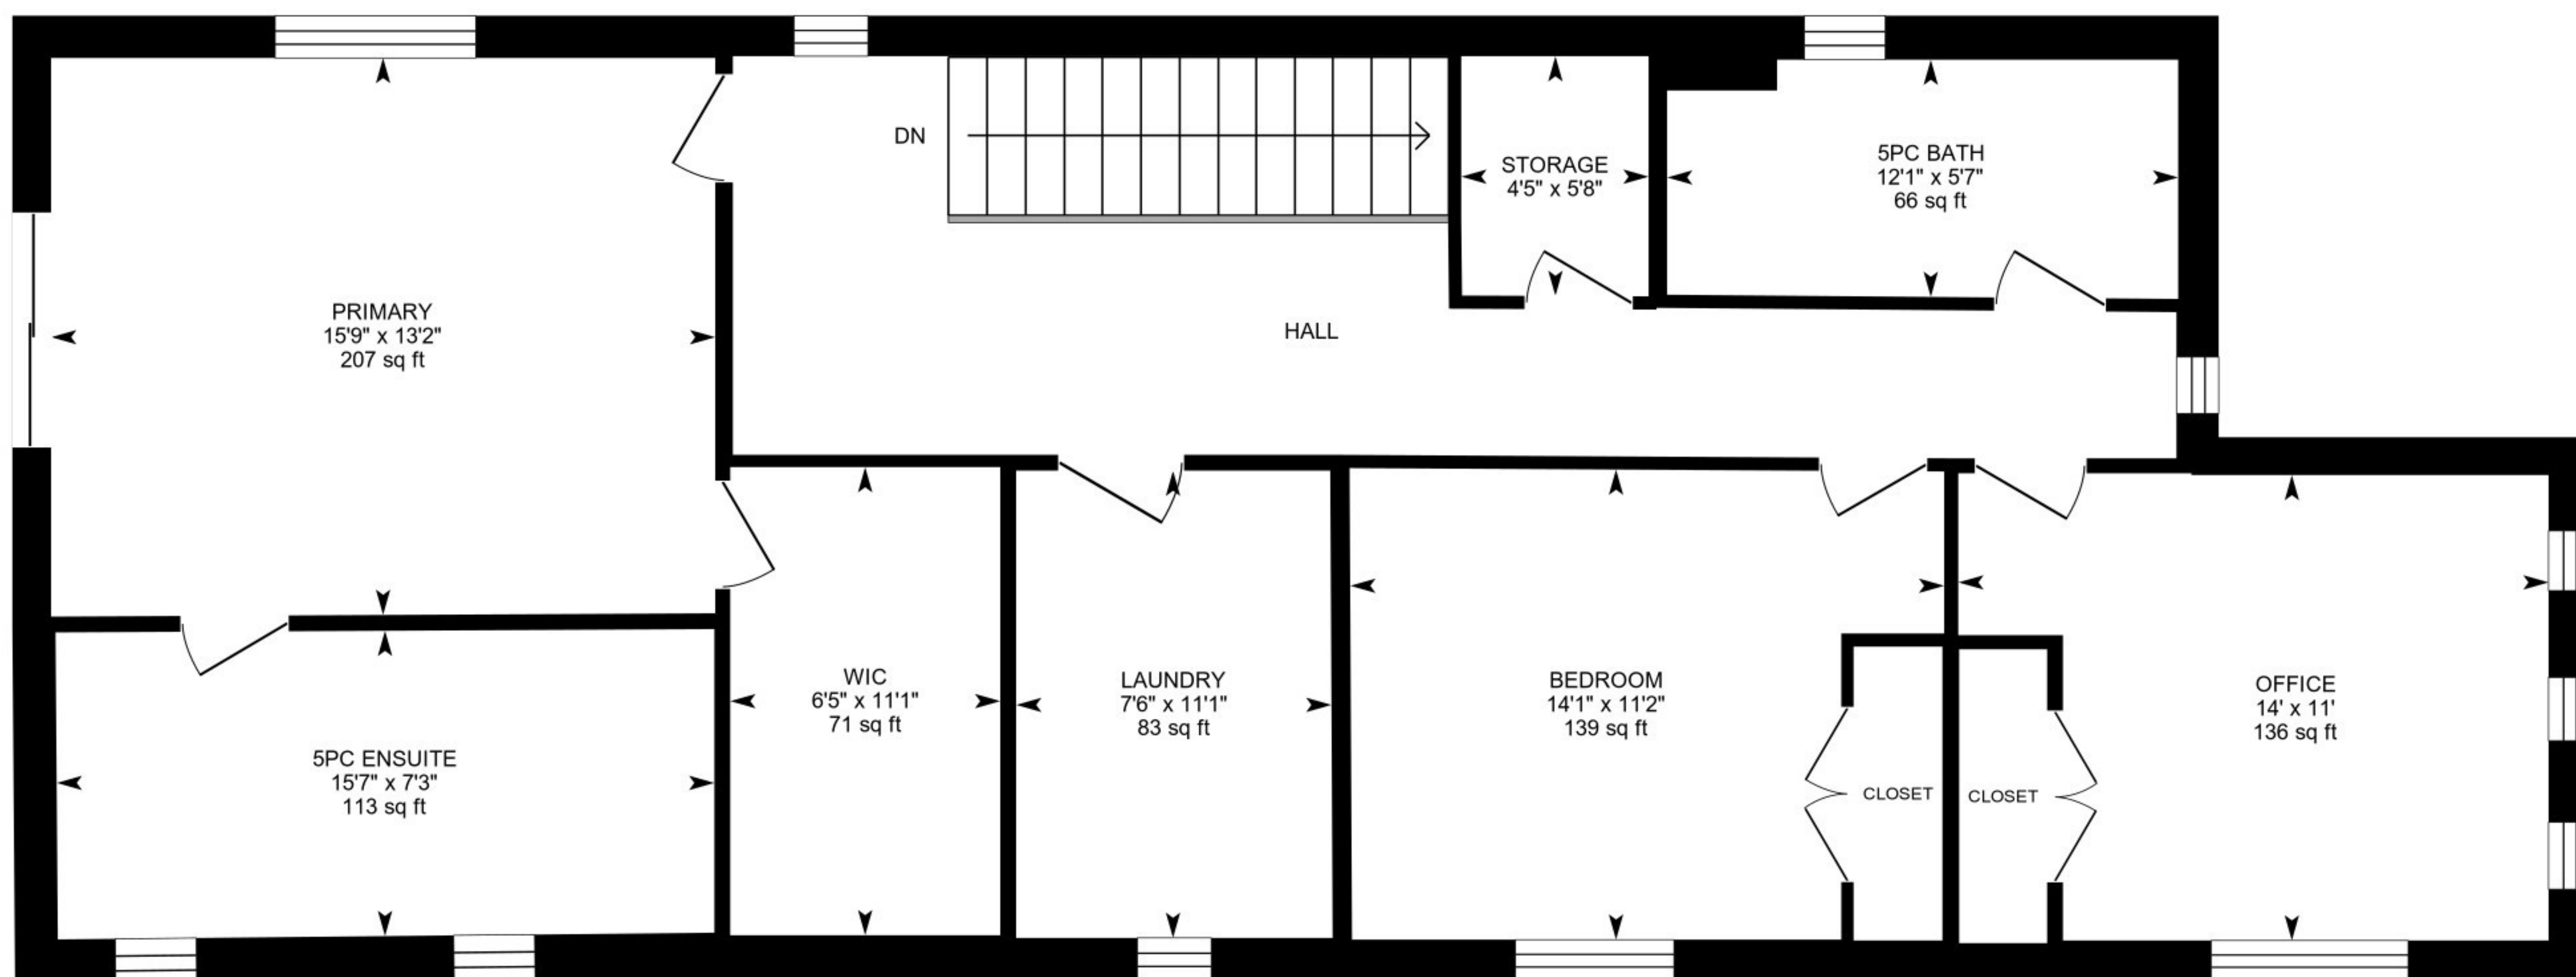 DN
STORAGE
4'5" x 5'8"
5PC BATH
12'1" x 5'7"
66 sq ft
PRIMARY
15'9" x 13'2"
207 sq ft
HALL
5PC ENSUITE
15'7" x 7'3"
113 sq ft
WIC
6'5" x 11'1"
71 sq ft
LAUNDRY
7'6" x 11'1"
83 sq ft
BEDROOM
14'1" x 11'2"
139 sq ft
CLOSET
CLOSET
OFFICE
14' x 11'
136 sq ft